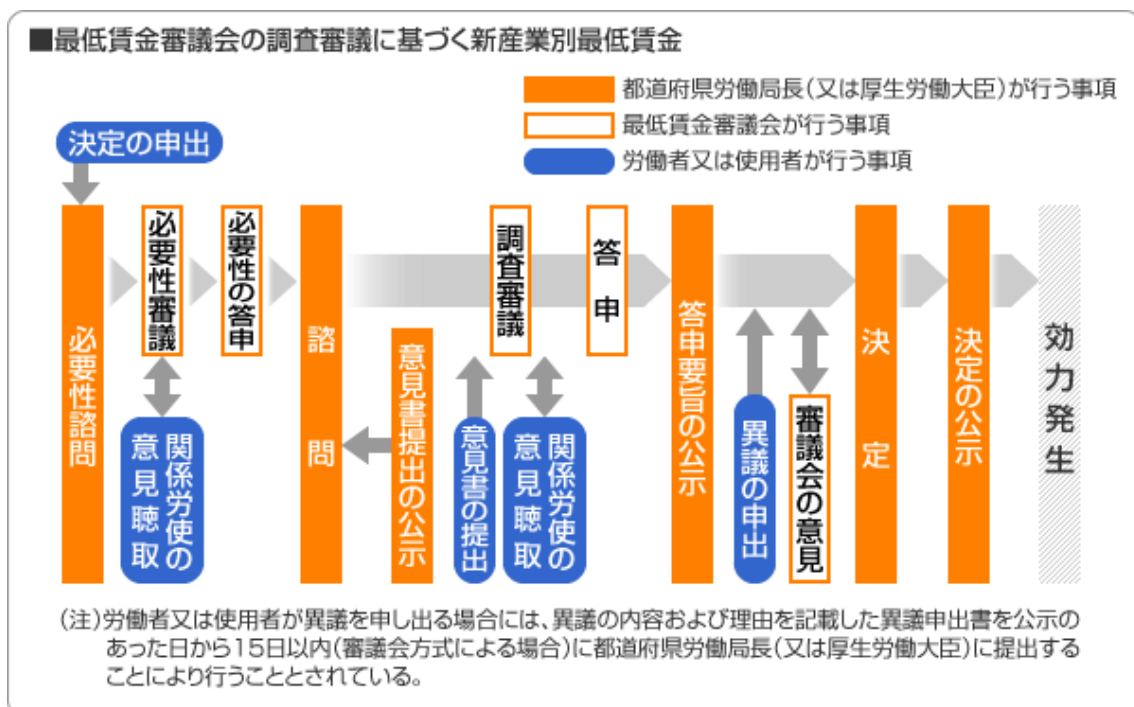 ■最低賃金審議会の調査審議に基づく新産業別最低賃金
都道府県労働局長(又は厚生労働大臣)が行う事項
最低賃金審議会が行う事項
労働者又は使用者が行う事項
決定の申出
必要性諮問
必要性審議
関係労使の
意見聴取
必要性の答申
諮問
意見書提出の公示
調査審議
意見書の提出
関係労使の
意見聴取
答申
答申要旨の公示
異議の申出
審議会の意見
決定
決定の公示
効力発生
(注)労働者又は使用者が異議を申し出る場合には、異議の内容および理由を記載した異議申出書を公示の
あった日から15日以内(審議会方式による場合)に都道府県労働局長(又は厚生労働大臣)に提出する
ことにより行うこととされている。